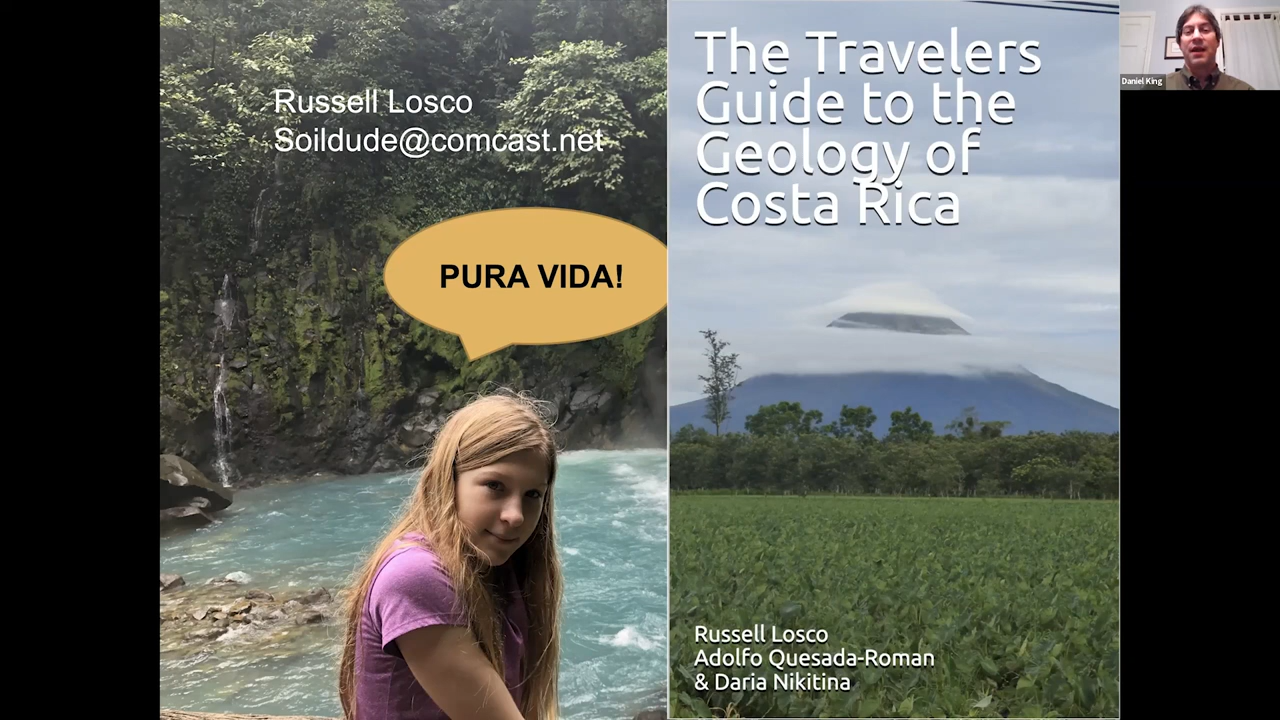 Russell Losco
Soildude@comcast.net
PURA VIDA!
The Travelers
Guide to the
Geology of
Costa Rica
Russell Losco
Adolfo Quesada-Roman
& Daria Nikitina
Daniel King